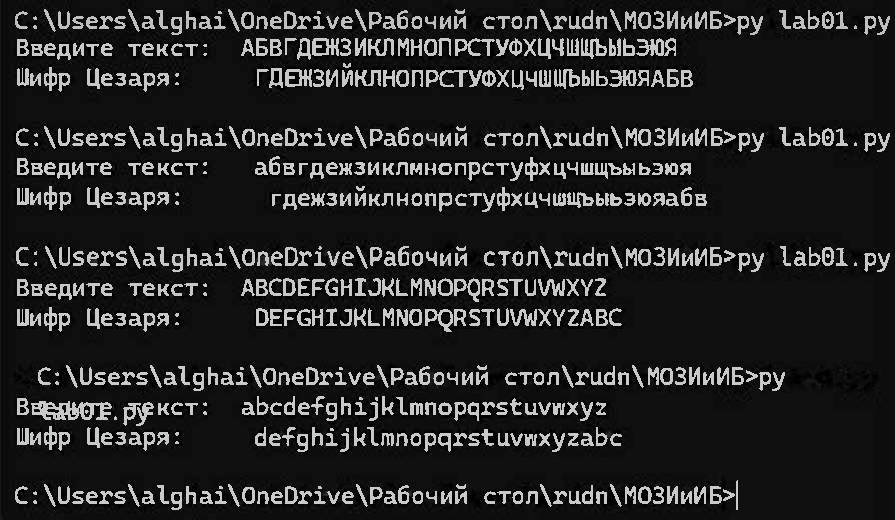 C:\Users\alghai\OneDrive\Рабочий стол\rudn\МОЗИиИБ>py lab01.py
Введите текст: АБВГДЕЖЗИКЛМНОПРСТУФХЦЧШЩЪЫЬЭЮЯ
Шифр Цезаря: ГДЕЖЗИЙКЛНОПРСТУФХЦЧШЩЪЫЬЭЮЯАБВ
C:\Users\alghai\OneDrive\Рабочий стол\rudn\МОЗИиИБ>py lab01.py
Введите текст: абвгдежзиклмнопрстуфхцчшщъыьэюя
Шифр Цезаря: гдежзийклнопрстуфхцчшщъыьэюяабв
C:\Users\alghai\OneDrive\Рабочий стол\rudn\МОЗИиИБ>py lab01.py
Введите текст: ABCDEFGHIJKLMNOPQRSTUVWXYZ
Шифр Цезаря: DEFGHIJKLMNOPQRSTUVWXYZABC
C:\Users\alghai\OneDrive\Рабочий стол\rudn\МОЗИиИБ>py
lab01.py
Введите текст: abcdefghijklmnopqrstuvwxyz
Шифр Цезаря: defghijklmnopqrstuvwxyzabc
C:\Users\alghai\OneDrive\Рабочий стол\rudn\МОЗИиИБ>